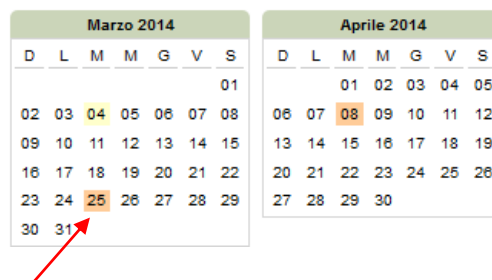 Marzo 2014
D L M M G V S
01
02 03 04 05 06 07 08
09 10 11 12 13 14 15
16 17 18 19 20 21 22
23 24 25 26 27 28 29
30 31
Aprile 2014
D L M M G V S
01 02 03 04 05
06 07 08 09 10 11 12
13 14 15 16 17 18 19
20 21 22 23 24 25 26
27 28 29 30